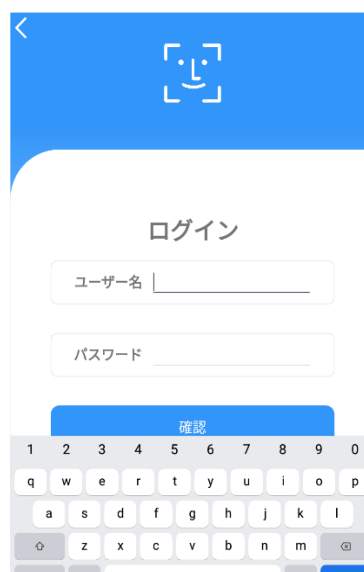 ログイン
ユーザー名
パスワード
確認
1 2 3 4 5 6 7 8 9 0
q w e r t y u i o p
a s d f g h j k l
z x c v b n m